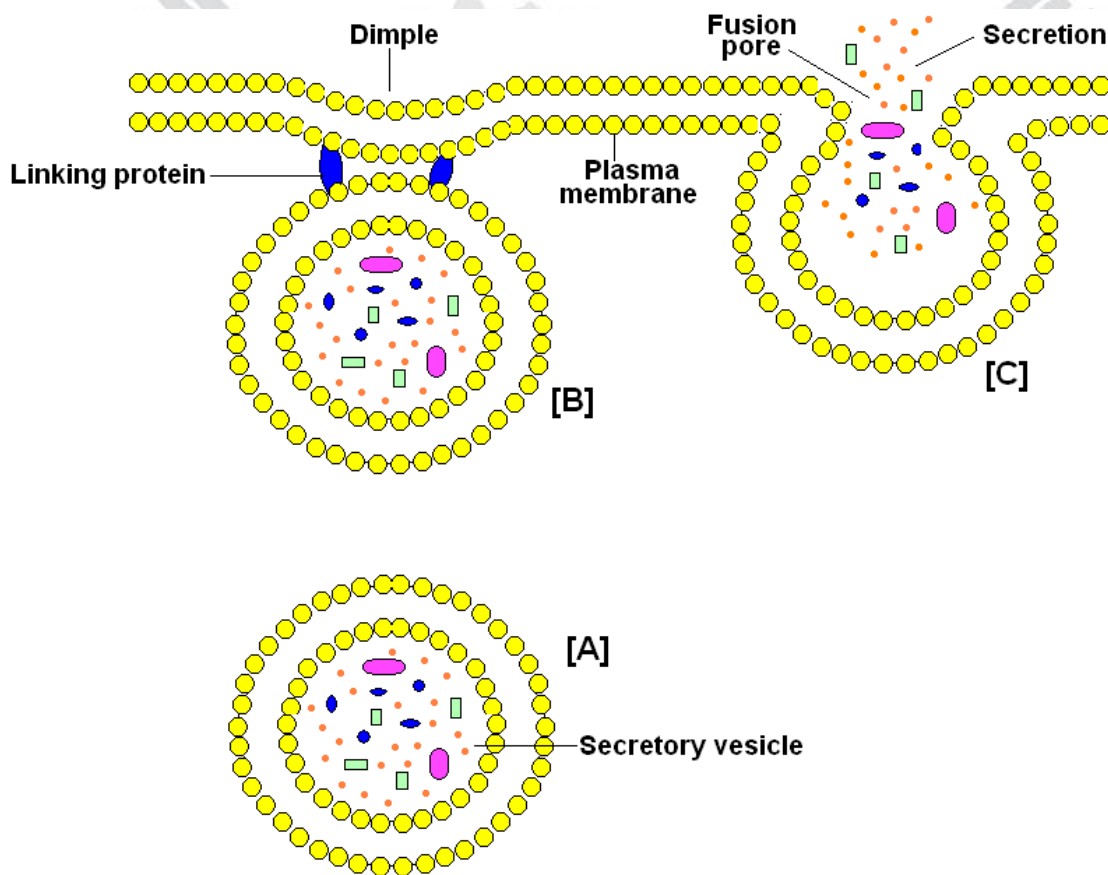 Dimple
Fusion
pore
Secretion
Linking protein
Plasma
membrane
[B]
[C]
[A]
Secretory vesicle